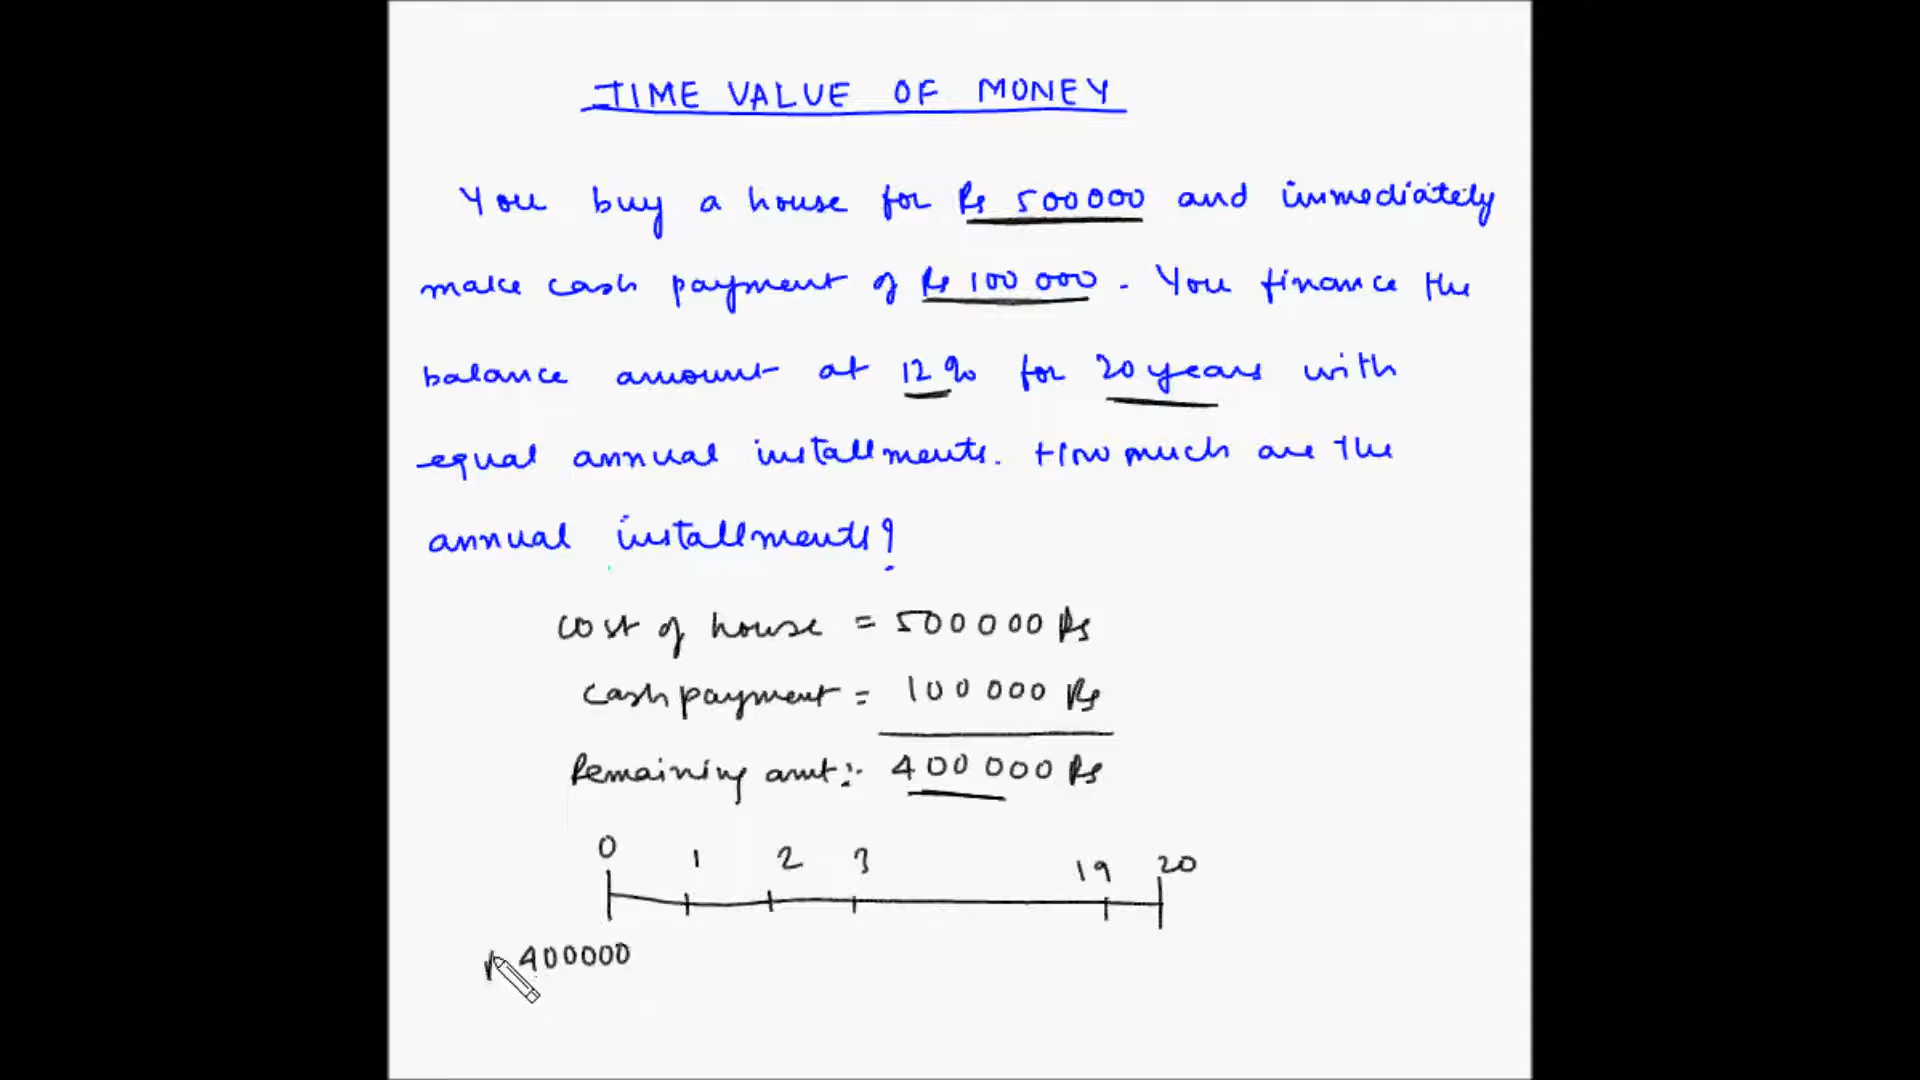 TIME VALUE OF MONEY
You buy a house for Rs 500000 and immediately
make cash payment of Rs 100 000. You finance the
balance amount at 12% for 20 years with
equal annual installments. How much are the
annual installments?
Cost of house = 500000 Rs
Cash payment = 100 000 Rs
Remaining amt:- 400 000 Rs
0 1 2 3 19 20
400000